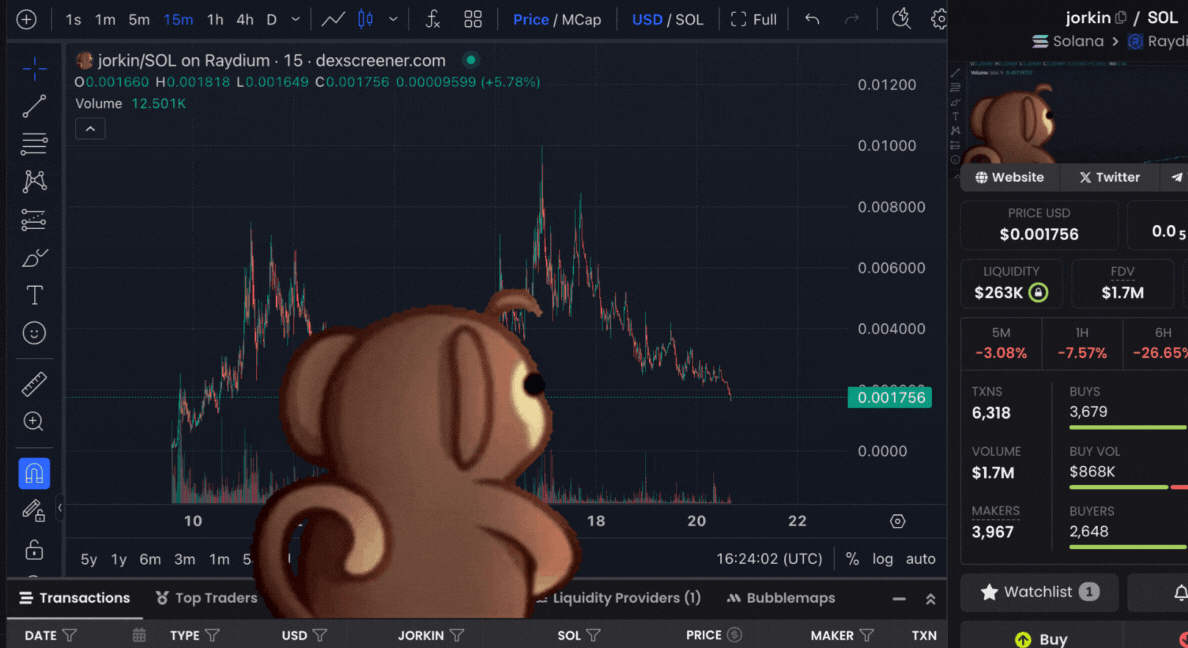 1s 1m 5m 15m 1h 4h D Price / MCap USD / SOL Full
jorkin / SOL
Solana > Raydi
jorkin/SOL on Raydium · 15 · dexscreener.com
O0.001660 H0.001818 L0.001649 C0.001756 0.00009599 (+5.78%)
Volume 12.501K
0.01200
0.01000
0.008000
0.006000
0.004000
0.001756
0.0000
10 18 20 22
5y 1y 6m 3m 1m 5 16:24:02 (UTC) % log auto
Transactions Top Traders Liquidity Providers (1) Bubblemaps
DATE TYPE USD JORKIN SOL PRICE MAKER TXN
Website Twitter
PRICE USD
$0.001756 0.0 5
LIQUIDITY FDV
$263K $1.7M
5M 1H 6H
-3.08% -7.57% -26.65%
TXNS BUYS
6,318 3,679
VOLUME BUY VOL
$1.7M $868K
MAKERS BUYERS
3,967 2,648
Watchlist 1
Buy